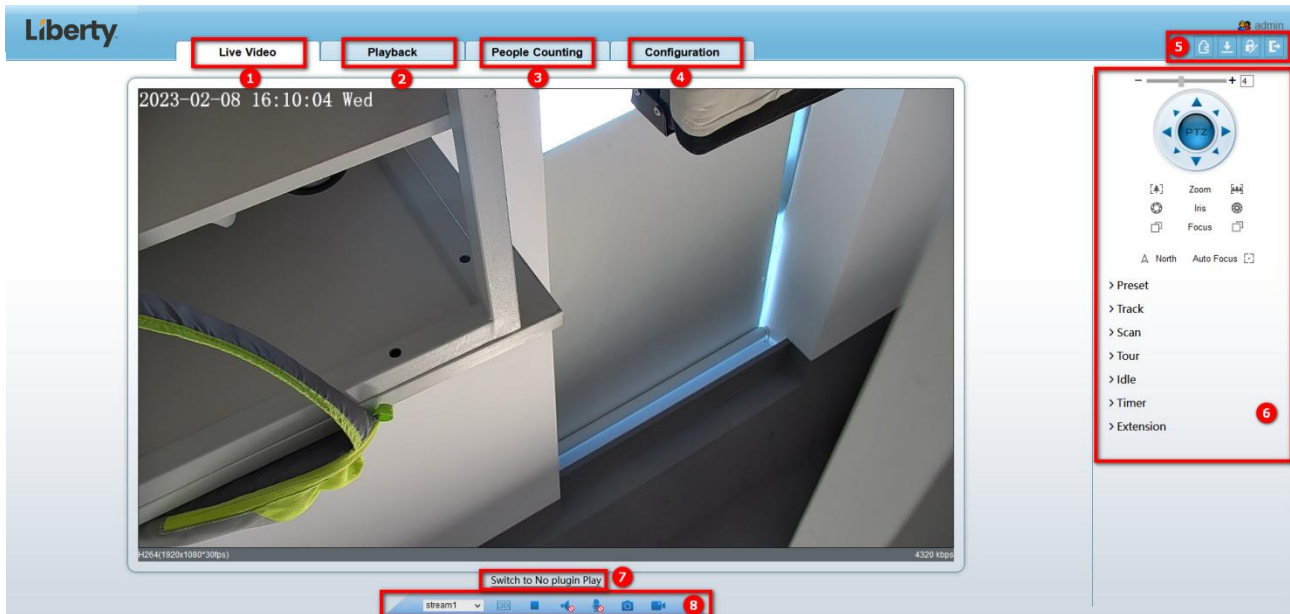 Liberty
admin
Live Video Playback People Counting Configuration 5
1 2 3 4
2023-02-08 16:10:04 Wed
4
PTZ
Zoom
Iris
Focus
North Auto Focus
> Preset
> Track
> Scan
> Tour
> Idle
> Timer
6
> Extension
H264(1920x1080*30fps) 4320 kbps
Switch to No plugin Play 7
stream1 3D 8